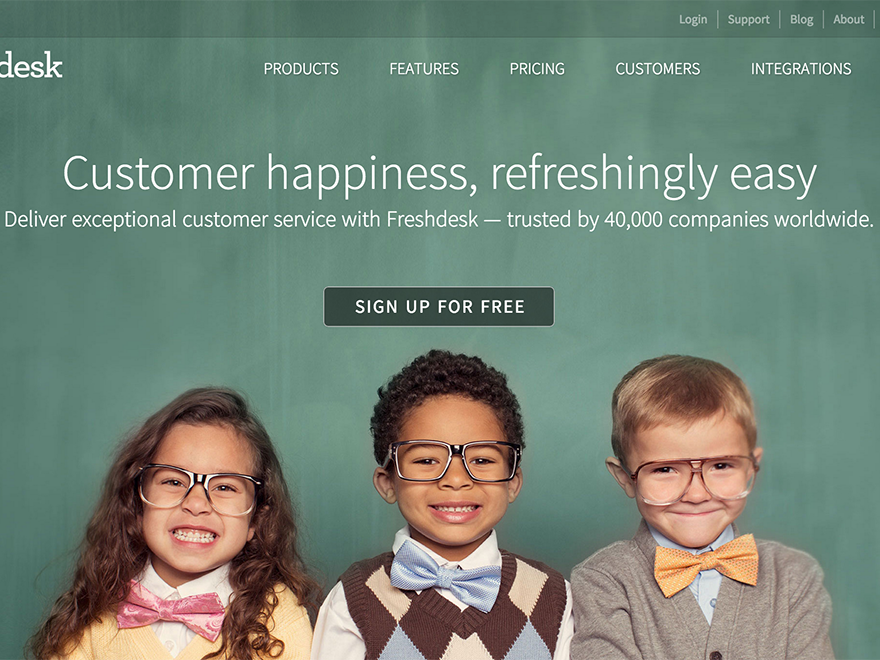 Login Support Blog About
desk
PRODUCTS FEATURES PRICING CUSTOMERS INTEGRATIONS
Customer happiness, refreshingly easy
Deliver exceptional customer service with Freshdesk — trusted by 40,000 companies worldwide.
SIGN UP FOR FREE